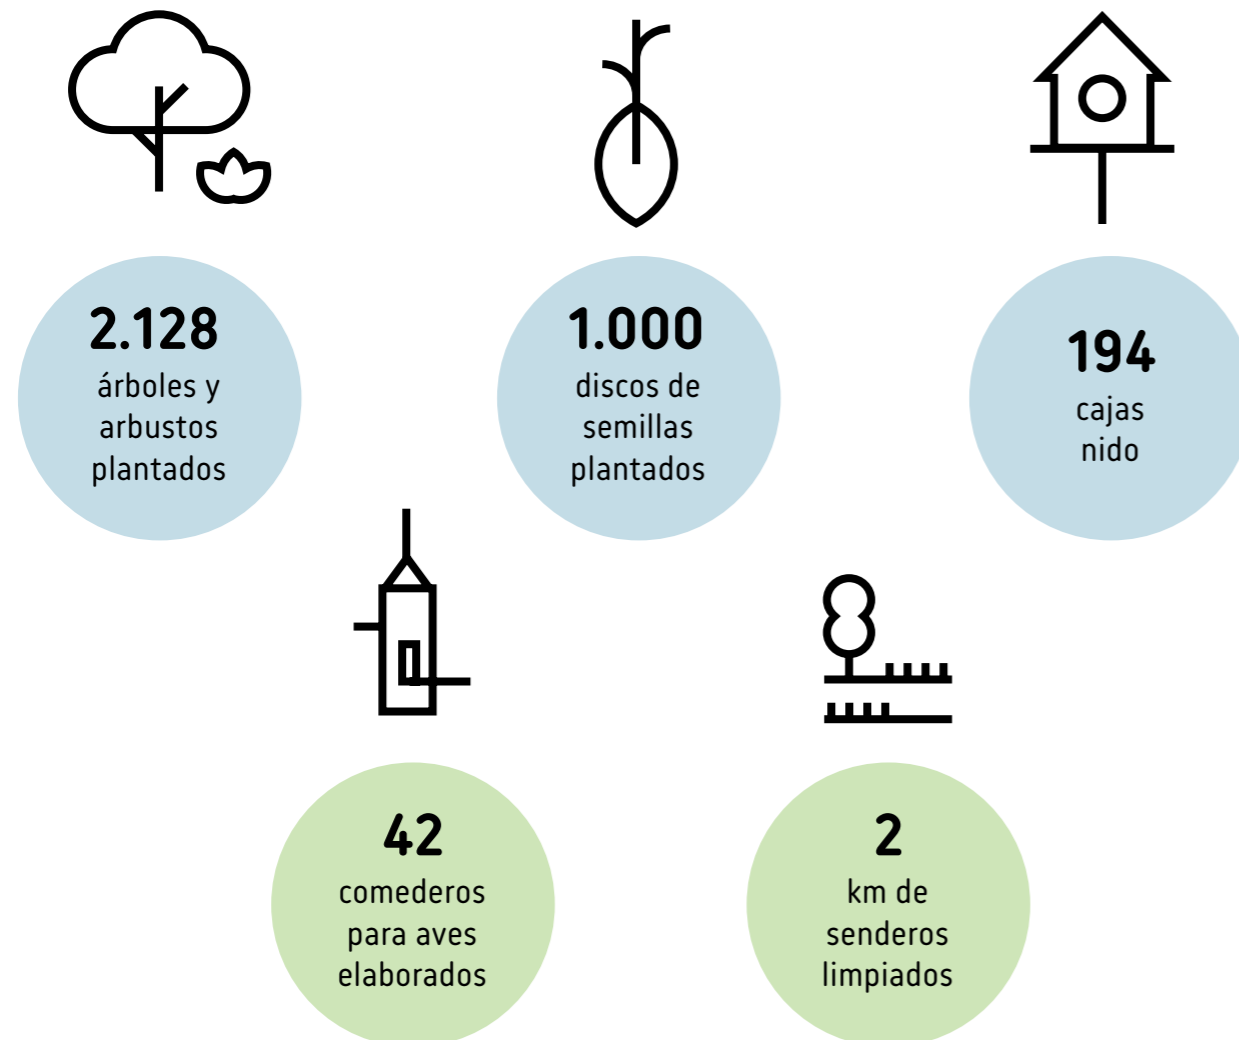 2.128
árboles y
arbustos
plantados
1.000
discos de
semillas
plantados
194
cajas
nido
42
comederos
para aves
elaborados
2
km de
senderos
limpiados